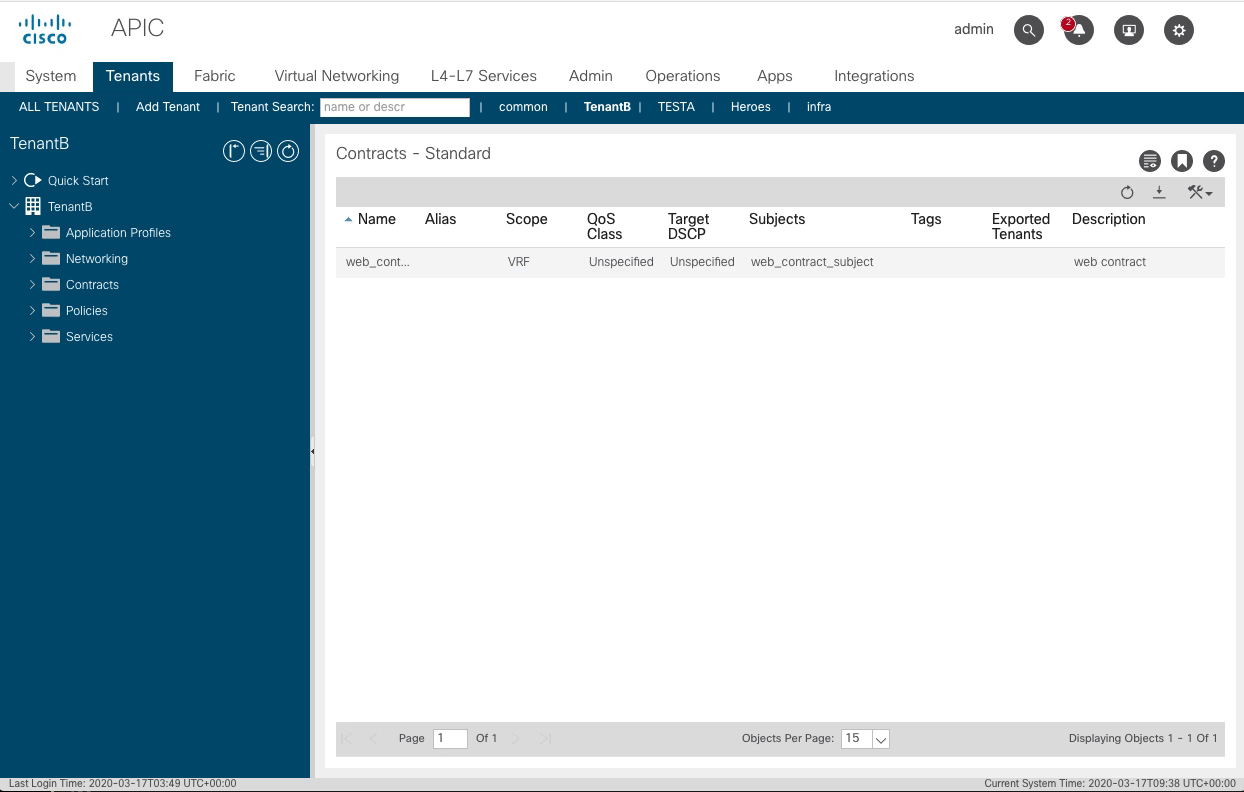 CISCO
APIC
admin
2
System Tenants Fabric Virtual Networking L4-L7 Services Admin Operations Apps Integrations
ALL TENANTS | Add Tenant | Tenant Search: name or descr | common | TenantB | TESTA | Heroes | infra
TenantB
Quick Start
TenantB
Application Profiles
Networking
Contracts
Policies
Services
Contracts - Standard
?
Name Alias Scope QoS Class Target DSCP Subjects Tags Exported Tenants Description
web_cont... VRF Unspecified Unspecified web_contract_subject web contract
Page 1 Of 1 Objects Per Page: 15 Displaying Objects 1 - 1 Of 1
Last Login Time: 2020-03-17T03:49 UTC+00:00 Current System Time: 2020-03-17T09:38 UTC+00:00